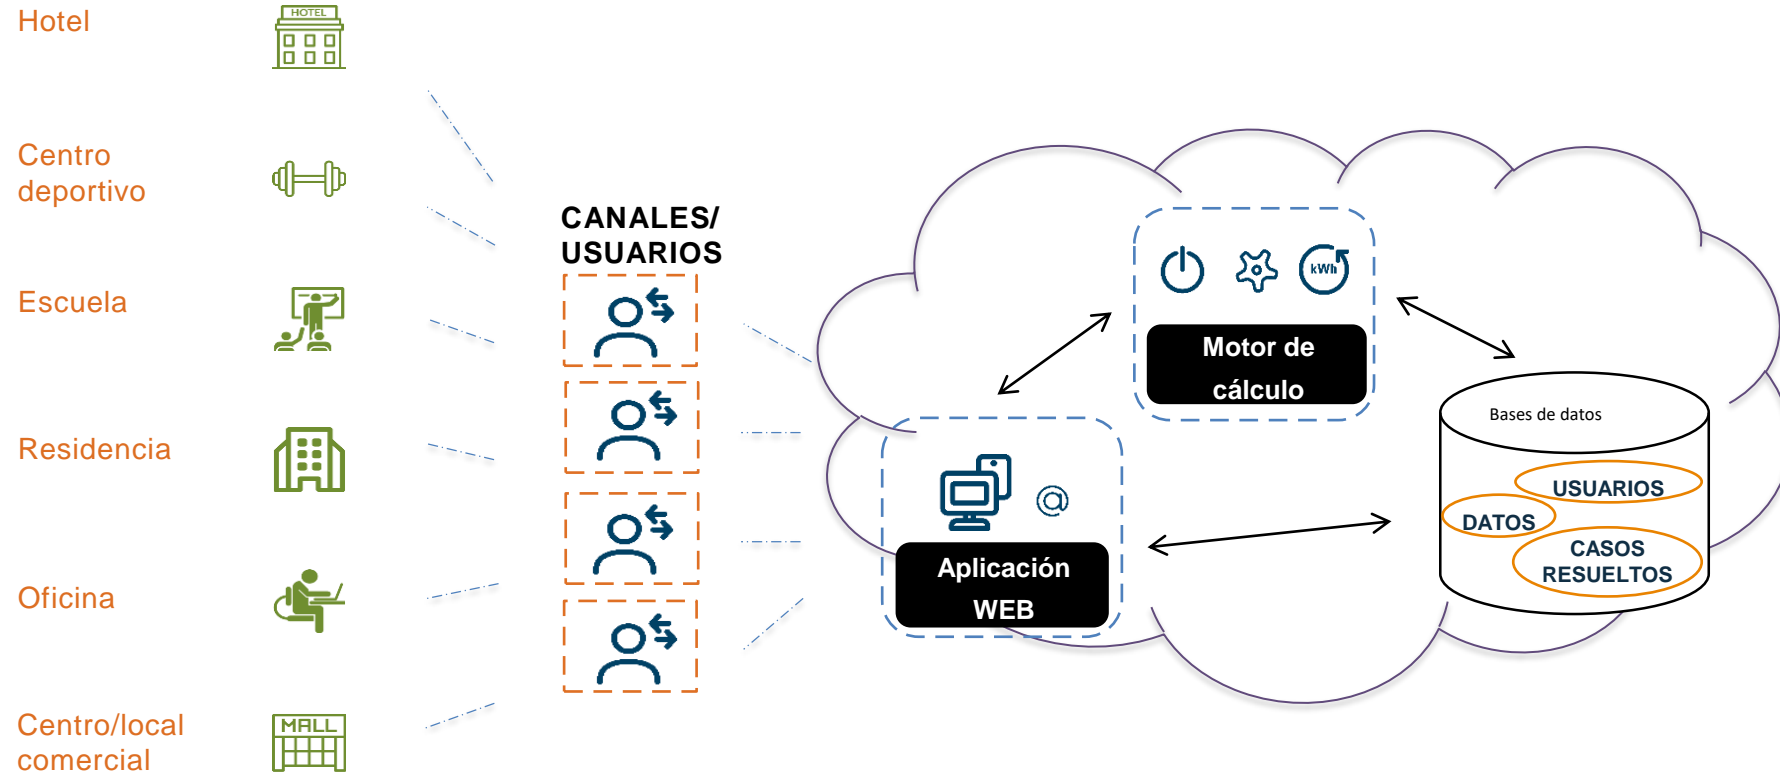 Hotel
HOTEL
Centro
deportivo
Escuela
Residencia
Oficina
Centro/local
comercial
MALL
CANALES/
USUARIOS
kWh
Motor de
cálculo
@
Aplicación
WEB
Bases de datos
USUARIOS
DATOS
CASOS
RESUELTOS